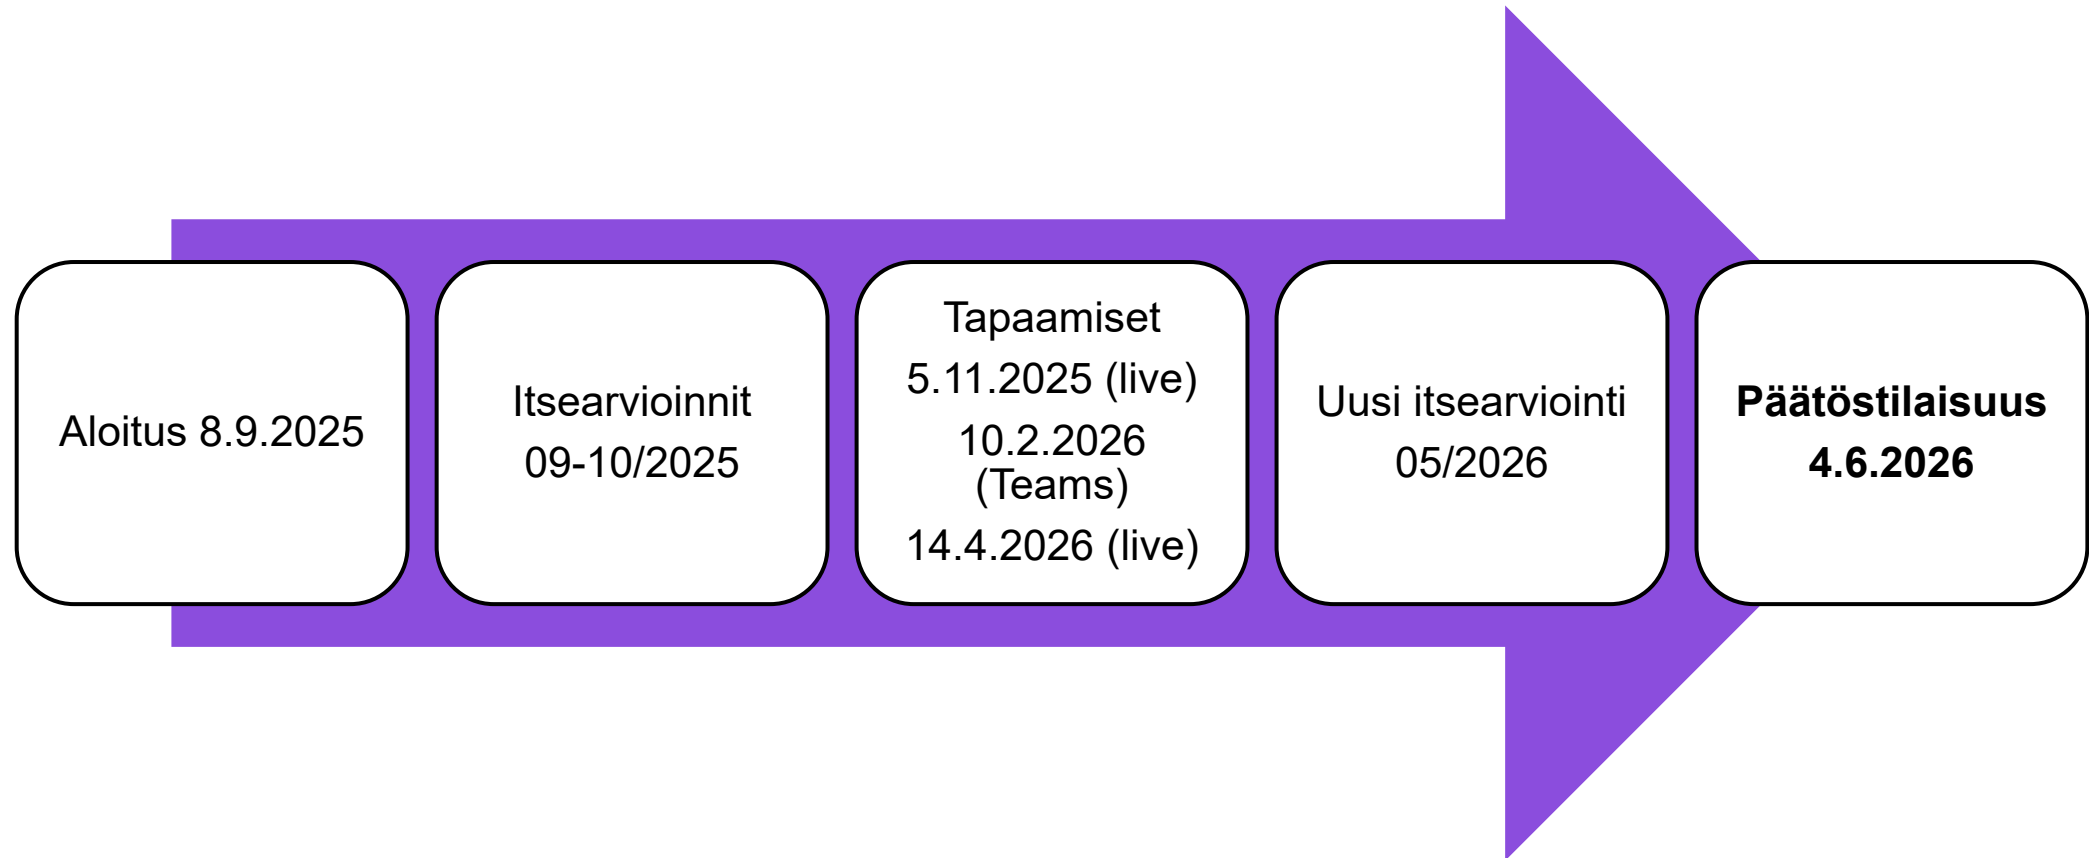 Aloitus 8.9.2025
Itsearvioinnit
09-10/2025
Tapaamiset
5.11.2025 (live)
10.2.2026
(Teams)
14.4.2026 (live)
Uusi itsearviointi
05/2026
Päätöstilaisuus
4.6.2026